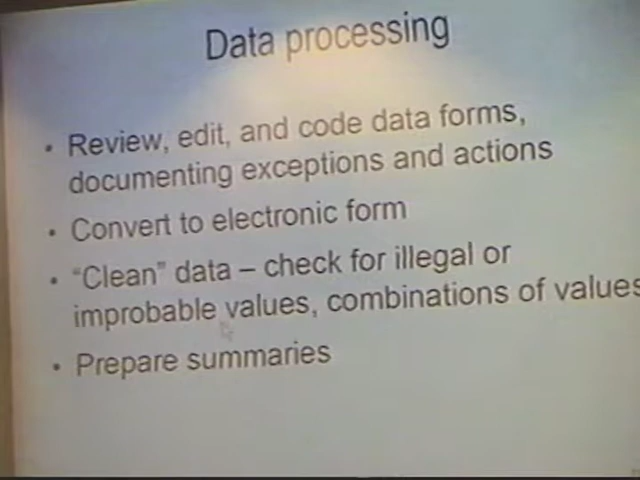 Data processing
• Review, edit, and code data forms,
documenting exceptions and actions
• Convert to electronic form
• “Clean” data – check for illegal or
improbable values, combinations of values
• Prepare summaries